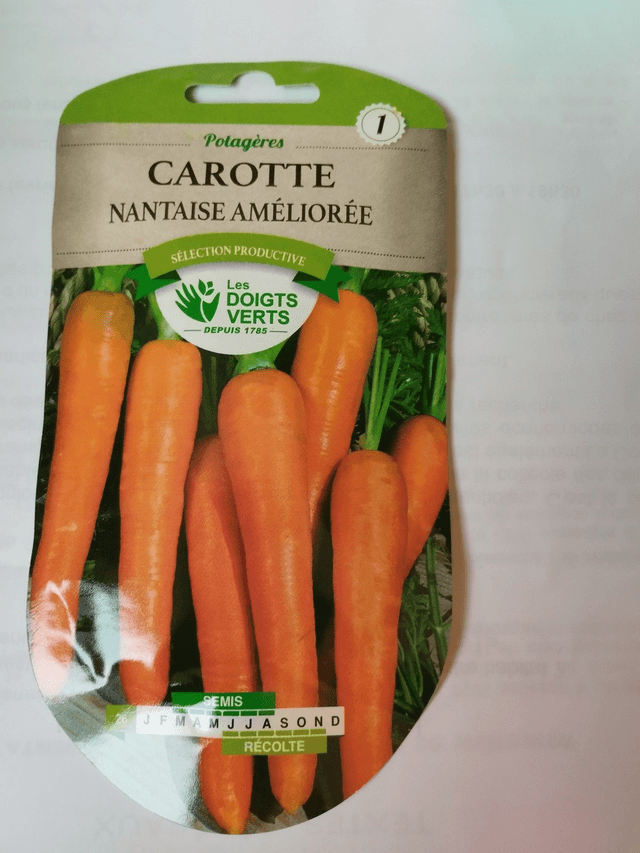 1
Potagères
CAROTTE
NANTAISE AMÉLIORÉE
SÉLECTION PRODUCTIVE
Les
DOIGTS
VERTS
DEPUIS 1785
SEMIS
J F M A M J J A S O N D
RÉCOLTE